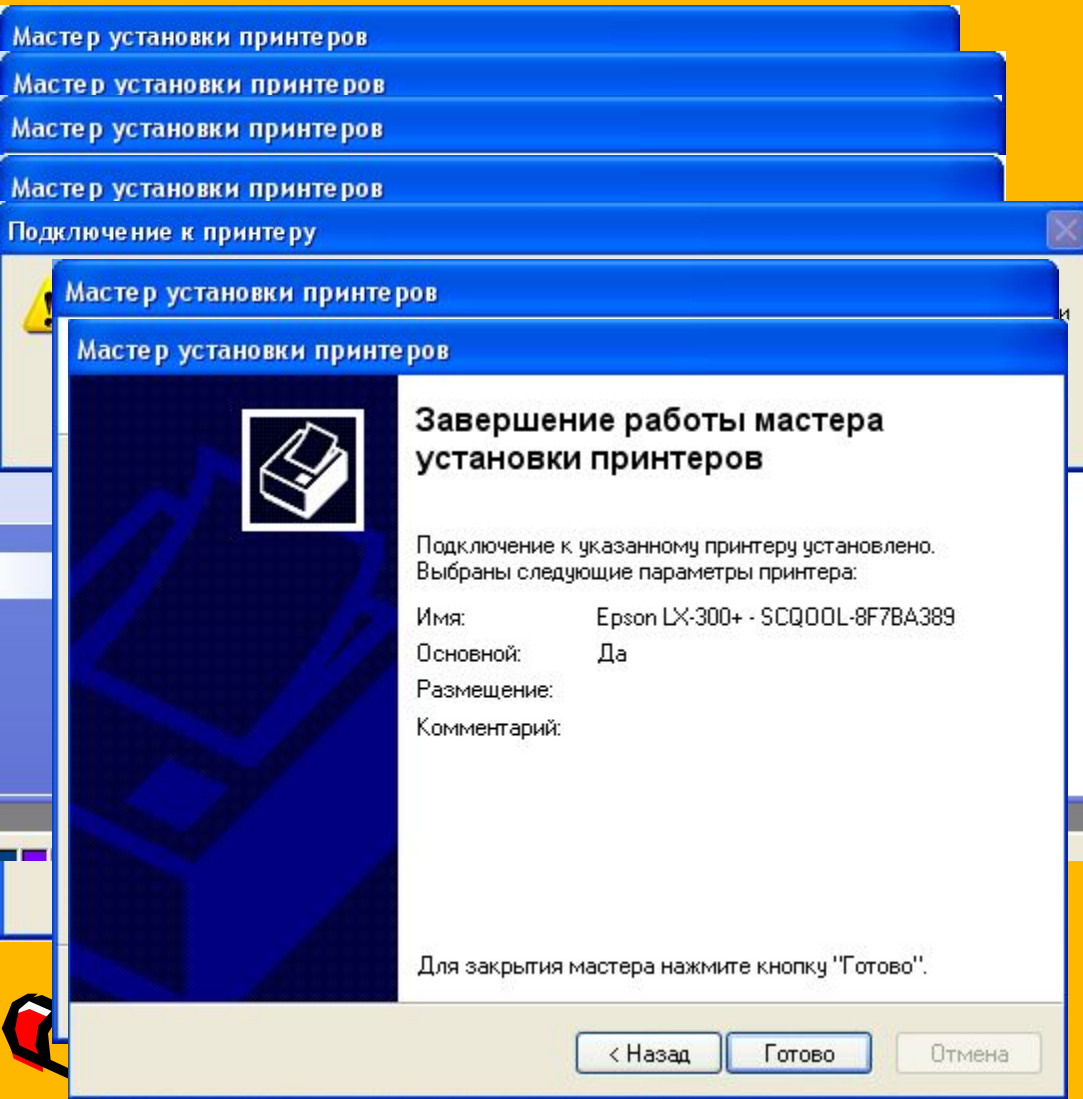 Мастер установки принтеров
Мастер установки принтеров
Мастер установки принтеров
Мастер установки принтеров
Подключение к принтеру
и
Мастер установки принтеров
Мастер установки принтеров
Завершение работы мастера
установки принтеров
Подключение к указанному принтеру установлено.
Выбраны следующие параметры принтера:
Имя: Epson LX-300+ - SCQOOL-8F7BA389
Основной: Да
Размещение:
Комментарий:
Для закрытия мастера нажмите кнопку "Готово".
< Назад Готово Отмена